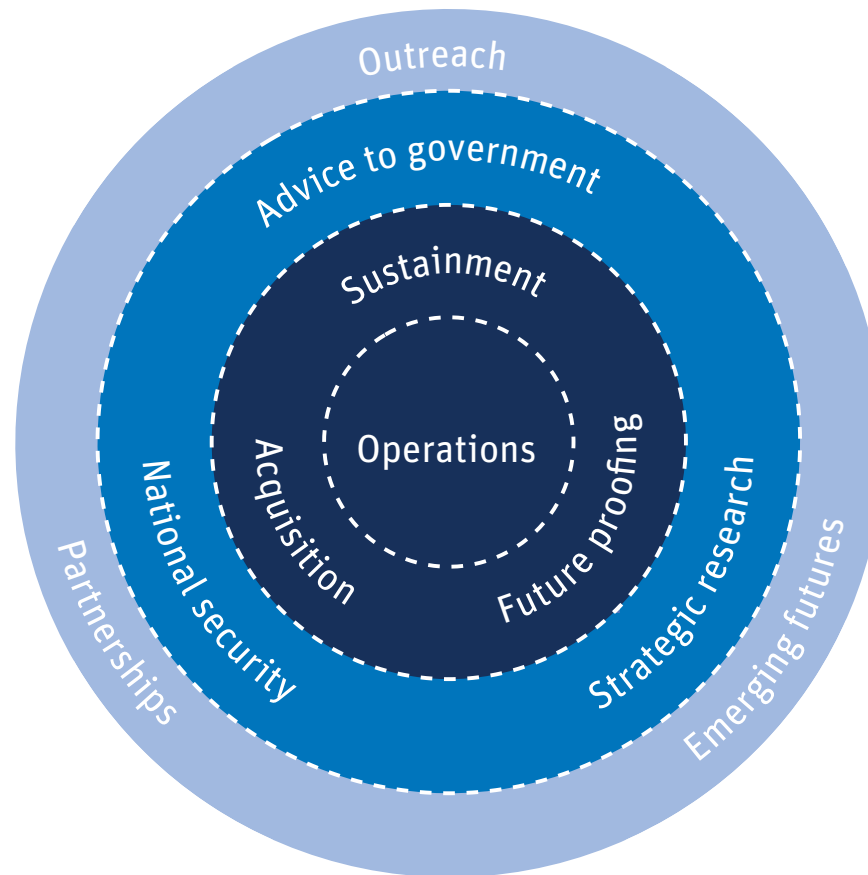 Outreach
Advice to government
Sustainment
Operations
Acquisition
Future proofing
National security
Strategic research
Partnerships
Emerging futures